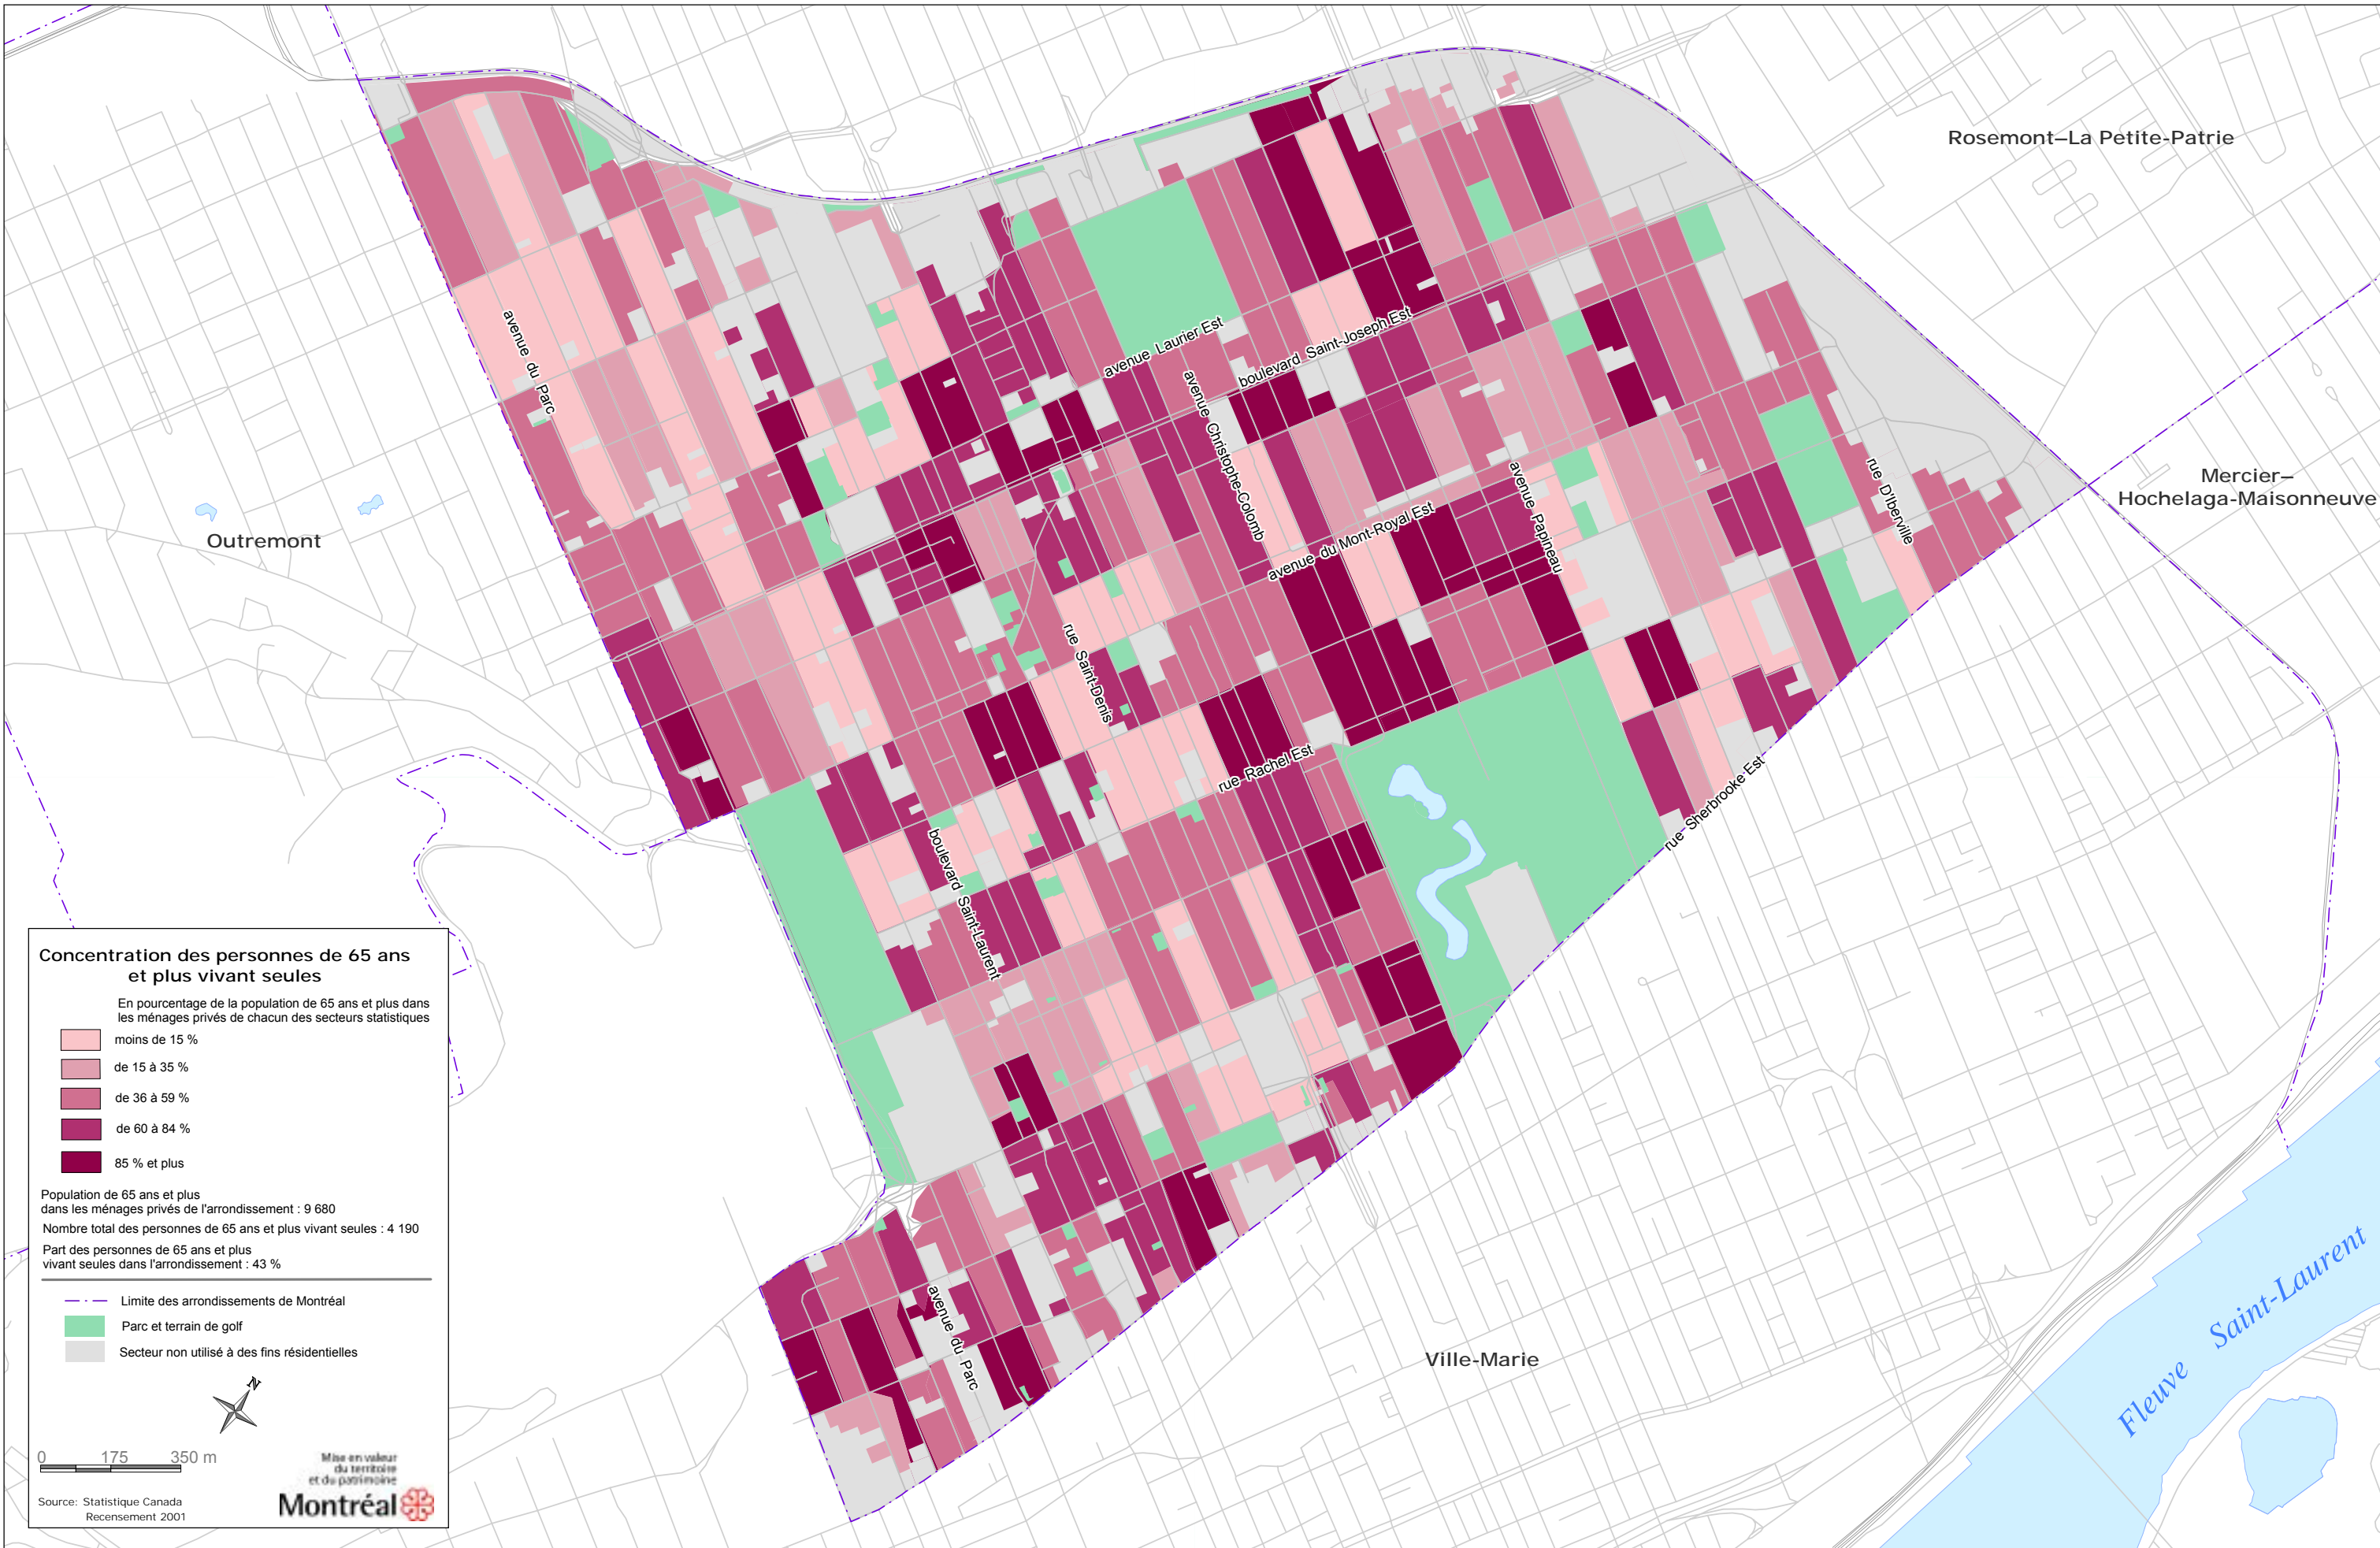 Rosemont–La Petite-Patrie
Mercier–
Hochelaga-Maisonneuve
Outremont
Ville-Marie
Fleuve Saint-Laurent
avenue du Parc
avenue Laurier Est
boulevard Saint-Joseph Est
avenue Christophe-Colomb
avenue du Mont-Royal Est
avenue Papineau
rue D'Iberville
rue Saint-Denis
rue Rachel Est
rue Sherbrooke Est
boulevard Saint-Laurent
avenue du Parc
Concentration des personnes de 65 ans
et plus vivant seules
En pourcentage de la population de 65 ans et plus dans
les ménages privés de chacun des secteurs statistiques
moins de 15 %
de 15 à 35 %
de 36 à 59 %
de 60 à 84 %
85 % et plus
Population de 65 ans et plus
dans les ménages privés de l'arrondissement : 9 680
Nombre total des personnes de 65 ans et plus vivant seules : 4 190
Part des personnes de 65 ans et plus
vivant seules dans l'arrondissement : 43 %
Limite des arrondissements de Montréal
Parc et terrain de golf
Secteur non utilisé à des fins résidentielles
N
0 175 350 m
Mise en valeur
du territoire
et du patrimoine
Montréal
Source: Statistique Canada
Recensement 2001